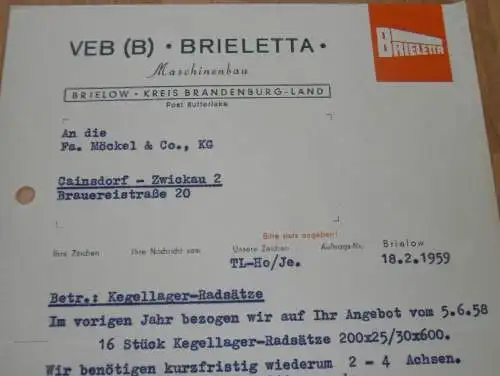 VEB (B) · BRIELETTA ·
BRIELETTA
Maschinenbau
BRIELOW · KREIS BRANDENBURG-LAND
Post Butterlake
An die
Fa. Möckel & Co., KG
Cainsdorf - Zwickau 2
Brauereistraße 20
Bitte stets angeben!
Ihre Zeichen Ihre Nachricht vom Unsere Zeichen Auftrags-Nr. Brielow
TL-Ho/Je. 18.2.1959
Betr.: Kegellager-Radsätze
Im vorigen Jahr bezogen wir auf Ihr Angebot vom 5.6.58
16 Stück Kegellager-Radsätze 200x25/30x600.
Wir benötigen kurzfristig wiederum 2 - 4 Achsen.